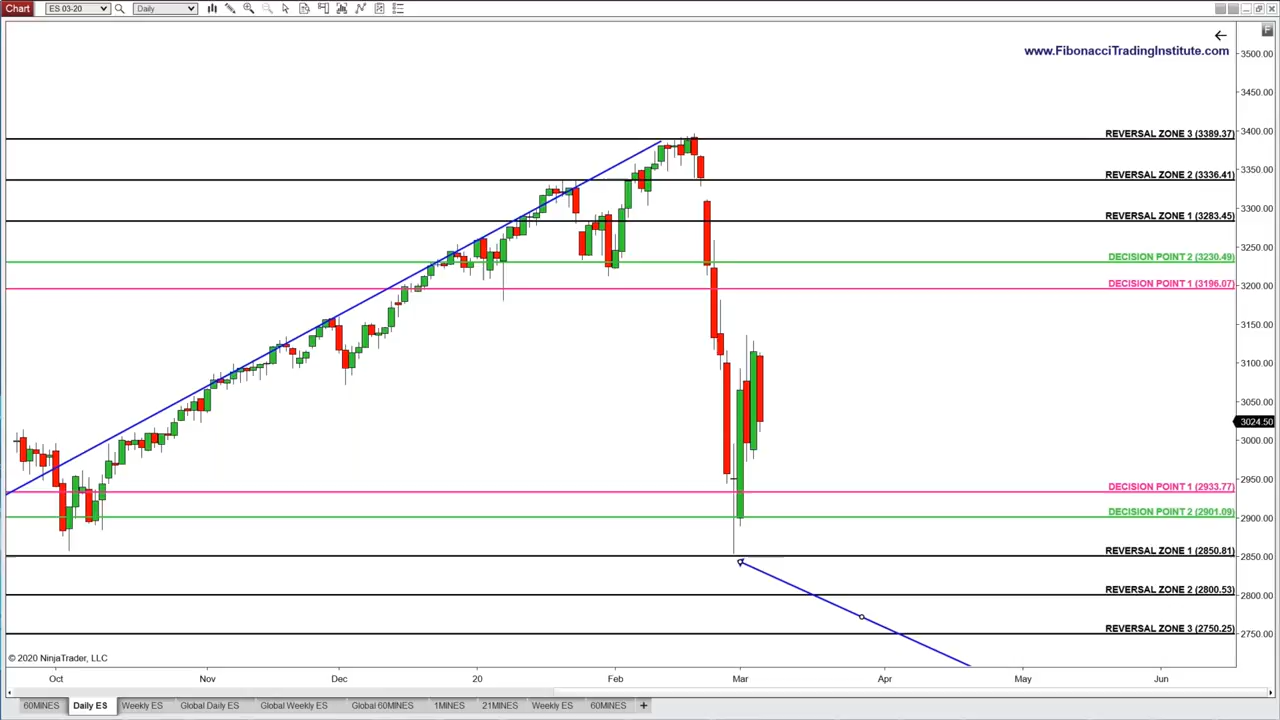 Chart ES 03-20 Daily
F
www.FibonacciTradingInstitute.com
3500.00
3450.00
3400.00
REVERSAL ZONE 3 (3389.37)
3350.00
REVERSAL ZONE 2 (3336.41)
3300.00
REVERSAL ZONE 1 (3283.45)
3250.00
DECISION POINT 2 (3230.49)
3200.00
DECISION POINT 1 (3196.07)
3150.00
3100.00
3050.00
3024.50
3000.00
2950.00
DECISION POINT 1 (2933.77)
2900.00
DECISION POINT 2 (2901.09)
2850.00
REVERSAL ZONE 1 (2850.81)
2800.00
REVERSAL ZONE 2 (2800.53)
2750.00
REVERSAL ZONE 3 (2750.25)
© 2020 NinjaTrader, LLC
Oct Nov Dec 20 Feb Mar Apr May Jun
60MINES Daily ES Weekly ES Global Daily ES Global Weekly ES Global 60MINES 1MINES 21MINES Weekly ES 60MINES +